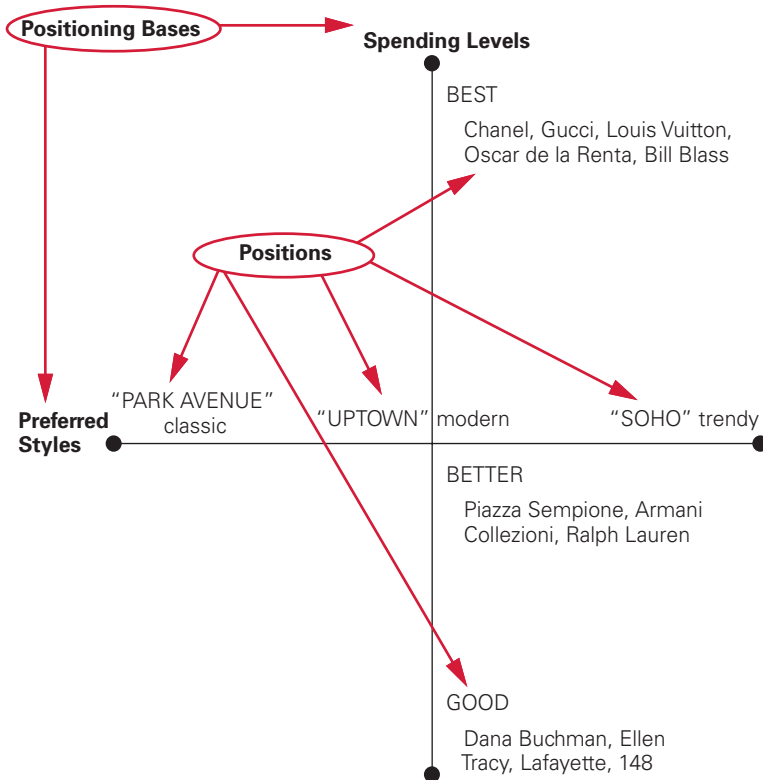 Positioning Bases
Spending Levels
BEST
Chanel, Gucci, Louis Vuitton,
Oscar de la Renta, Bill Blass
Positions
“PARK AVENUE”
classic
“UPTOWN” modern
“SOHO” trendy
Preferred
Styles
BETTER
Piazza Sempione, Armani
Collezioni, Ralph Lauren
GOOD
Dana Buchman, Ellen
Tracy, Lafayette, 148